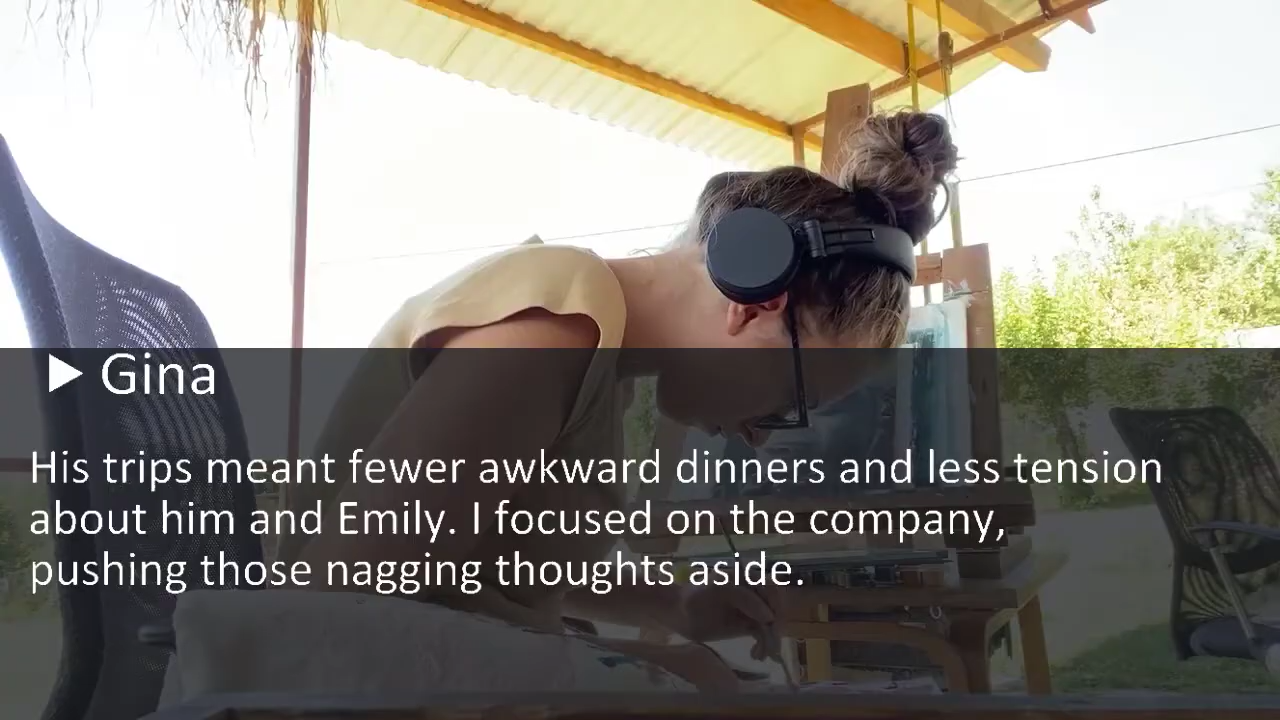 ▶ Gina
His trips meant fewer awkward dinners and less tension
about him and Emily. I focused on the company,
pushing those nagging thoughts aside.